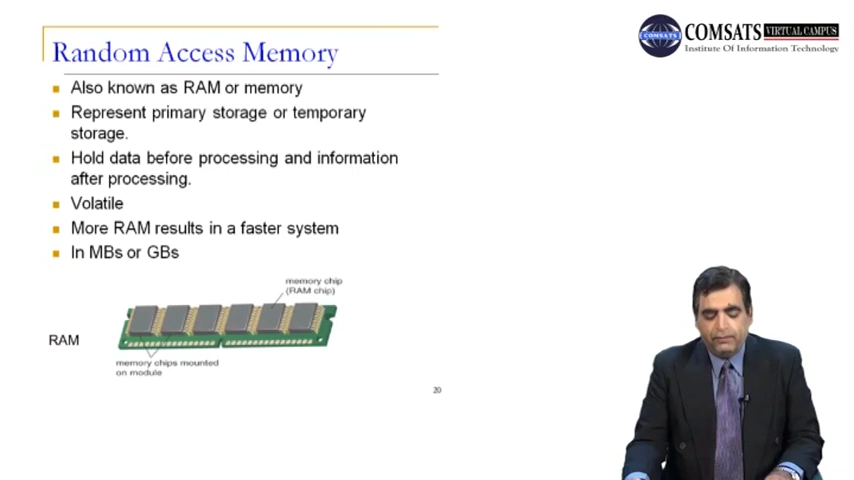 Random Access Memory
Also known as RAM or memory
Represent primary storage or temporary
storage.
Hold data before processing and information
after processing.
Volatile
More RAM results in a faster system
In MBs or GBs
memory chip
(RAM chip)
RAM
memory chips mounted
on module
20
COMSATS
COMSATS VIRTUAL CAMPUS
Institute Of Information Technology